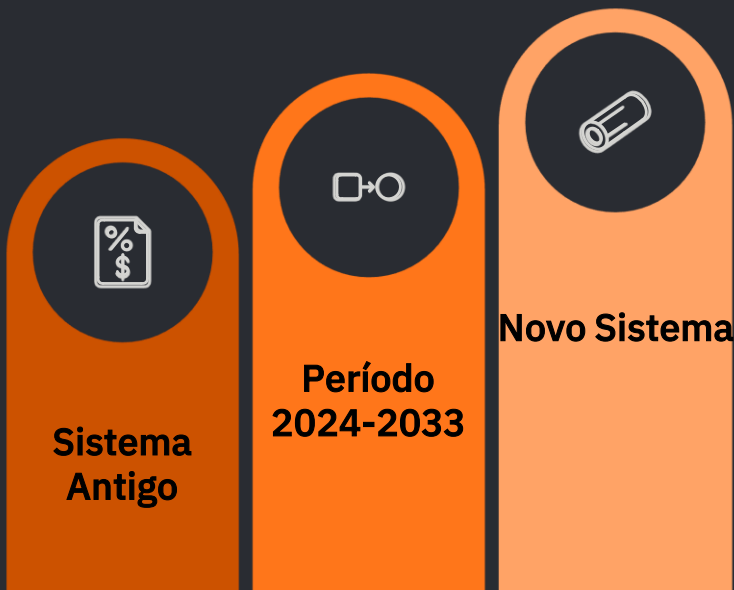 %
$
Sistema
Antigo
Período
2024-2033
Novo Sistema